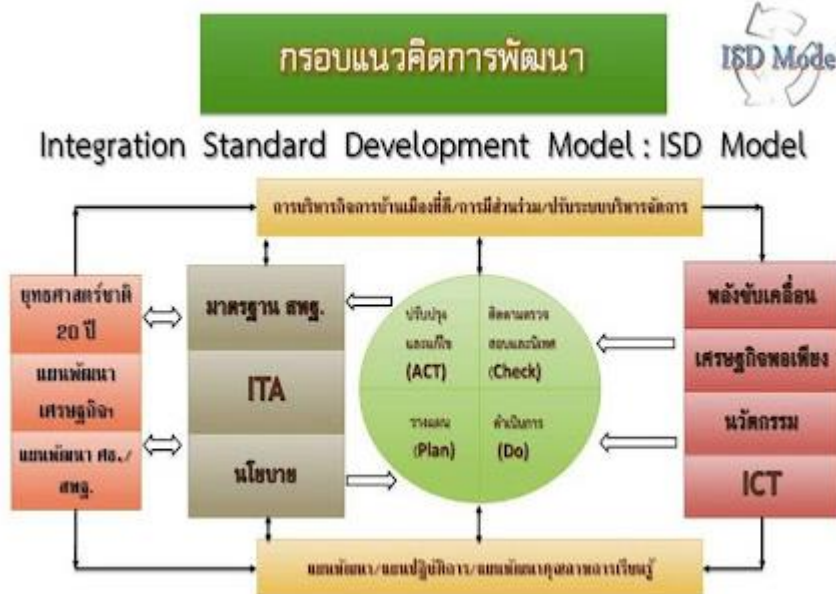 กรอบแนวคิดการพัฒนา
ISD Mode
Integration Standard Development Model : ISD Model
การบริหารกิจการบ้านเมืองที่ดี/การมีส่วนร่วม/ปรับระบบบริหารจัดการ
ยุทธศาสตร์ชาติ
20 ปี
แผนพัฒนา
เศรษฐกิจฯ
แผนพัฒนา ศธ./
สพฐ.
มาตรฐาน สพฐ.
ITA
นโยบาย
ปรับปรุง
และแก้ไข
(ACT)
ติดตามตรวจ
สอบและนิเทศ
(Check)
วางแผน
(Plan)
ดำเนินการ
(Do)
พลังขับเคลื่อน
เศรษฐกิจพอเพียง
นวัตกรรม
ICT
แผนพัฒนา/แผนปฏิบัติการ/แผนพัฒนาคุณภาพการเรียนรู้